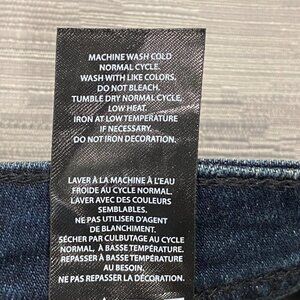 MACHINE WASH COLD
NORMAL CYCLE.
WASH WITH LIKE COLORS.
DO NOT BLEACH.
TUMBLE DRY NORMAL CYCLE,
LOW HEAT.
IRON AT LOW TEMPERATURE
IF NECESSARY.
DO NOT IRON DECORATION.
LAVER À LA MACHINE À L'EAU
FROIDE AU CYCLE NORMAL.
LAVER AVEC DES COULEURS
SEMBLABLES.
NE PAS UTILISER D'AGENT
DE BLANCHIMENT.
SÉCHER PAR CULBUTAGE AU CYCLE
NORMAL, À BASSE TEMPÉRATURE.
REPASSER À BASSE TEMPÉRATURE
AU BESOIN.
NE PAS REPASSER LA DÉCORATION.